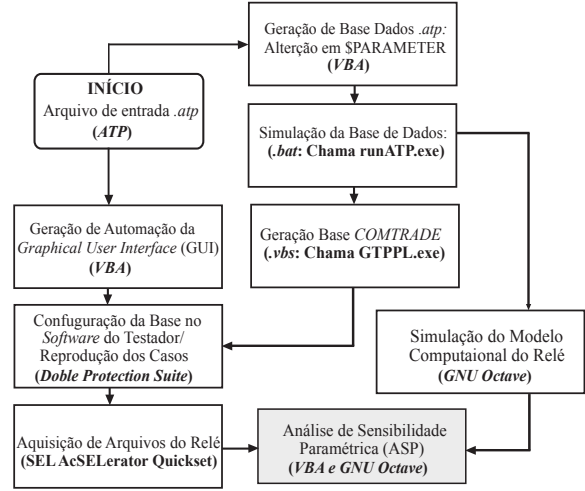 Geração de Base Dados .atp:
Alterção em $PARAMETER
(VBA)
INÍCIO
Arquivo de entrada .atp
(ATP)
Simulação da Base de Dados:
(.bat: Chama runATP.exe)
Geração de Automação da
Graphical User Interface (GUI)
(VBA)
Geração Base COMTRADE
(.vbs: Chama GTPPL.exe)
Confuguração da Base no
Software do Testador/
Reprodução dos Casos
(Doble Protection Suite)
Simulação do Modelo
Computaional do Relé
(GNU Octave)
Aquisição de Arquivos do Relé
(SEL AcSELerator Quickset)
Análise de Sensibilidade
Paramétrica (ASP)
(VBA e GNU Octave)